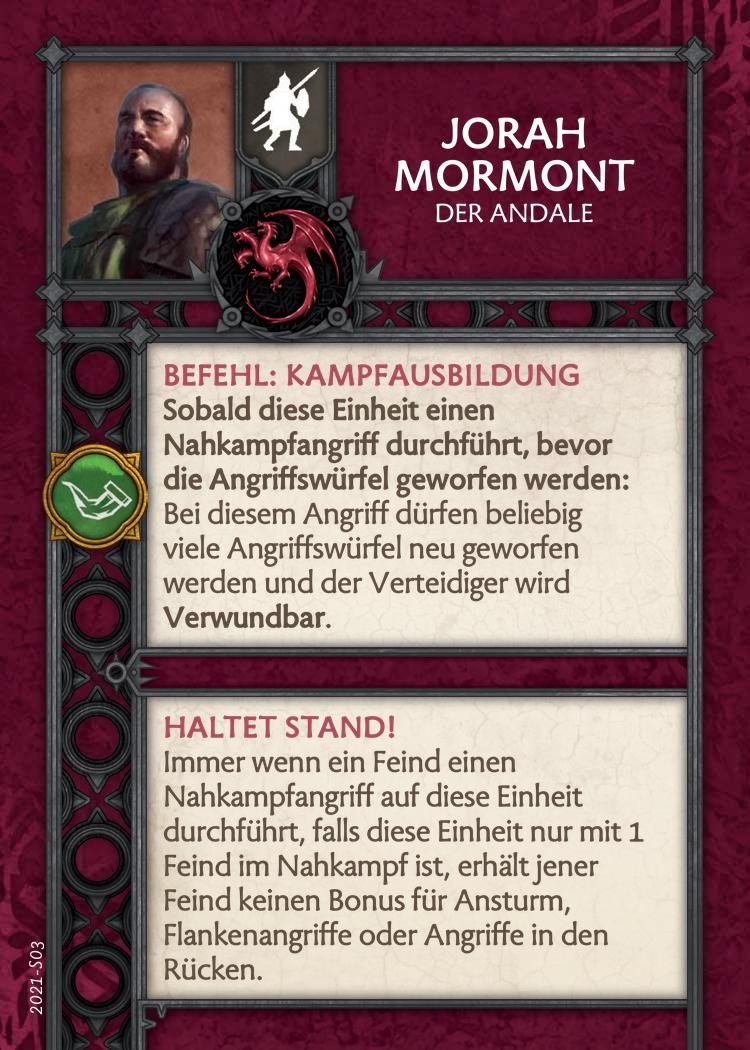 JORAH
MORMONT
DER ANDALE
BEFEHL: KAMPFAUSBILDUNG
Sobald diese Einheit einen
Nahkampfangriff durchführt, bevor
die Angriffswürfel geworfen werden:
Bei diesem Angriff dürfen beliebig
viele Angriffswürfel neu geworfen
werden und der Verteidiger wird
Verwundbar.
HALTET STAND!
Immer wenn ein Feind einen
Nahkampfangriff auf diese Einheit
durchführt, falls diese Einheit nur mit 1
Feind im Nahkampf ist, erhält jener
Feind keinen Bonus für Ansturm,
Flankenangriffe oder Angriffe in den
Rücken.
2021-S03